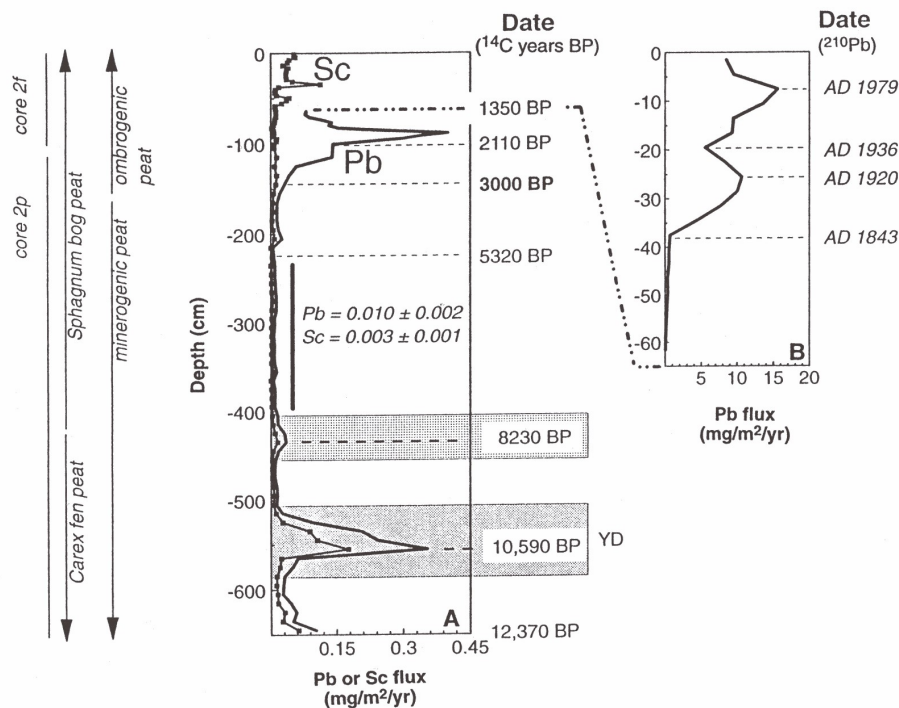 core 2f
core 2p
Sphagnum bog peat
Carex fen peat
ombrogenic
peat
minerogenic peat
Depth (cm)
0
-100
-200
-300
-400
-500
-600
Sc
Pb
Pb = 0.010 ± 0.002
Sc = 0.003 ± 0.001
A
0.15
0.3
0.45
Pb or Sc flux
(mg/m²/yr)
Date
(¹⁴C years BP)
1350 BP
2110 BP
3000 BP
5320 BP
8230 BP
10,590 BP
YD
12,370 BP
0
-10
-20
-30
-40
-50
-60
B
5
10
15
20
Pb flux
(mg/m²/yr)
Date
(²¹⁰Pb)
AD 1979
AD 1936
AD 1920
AD 1843